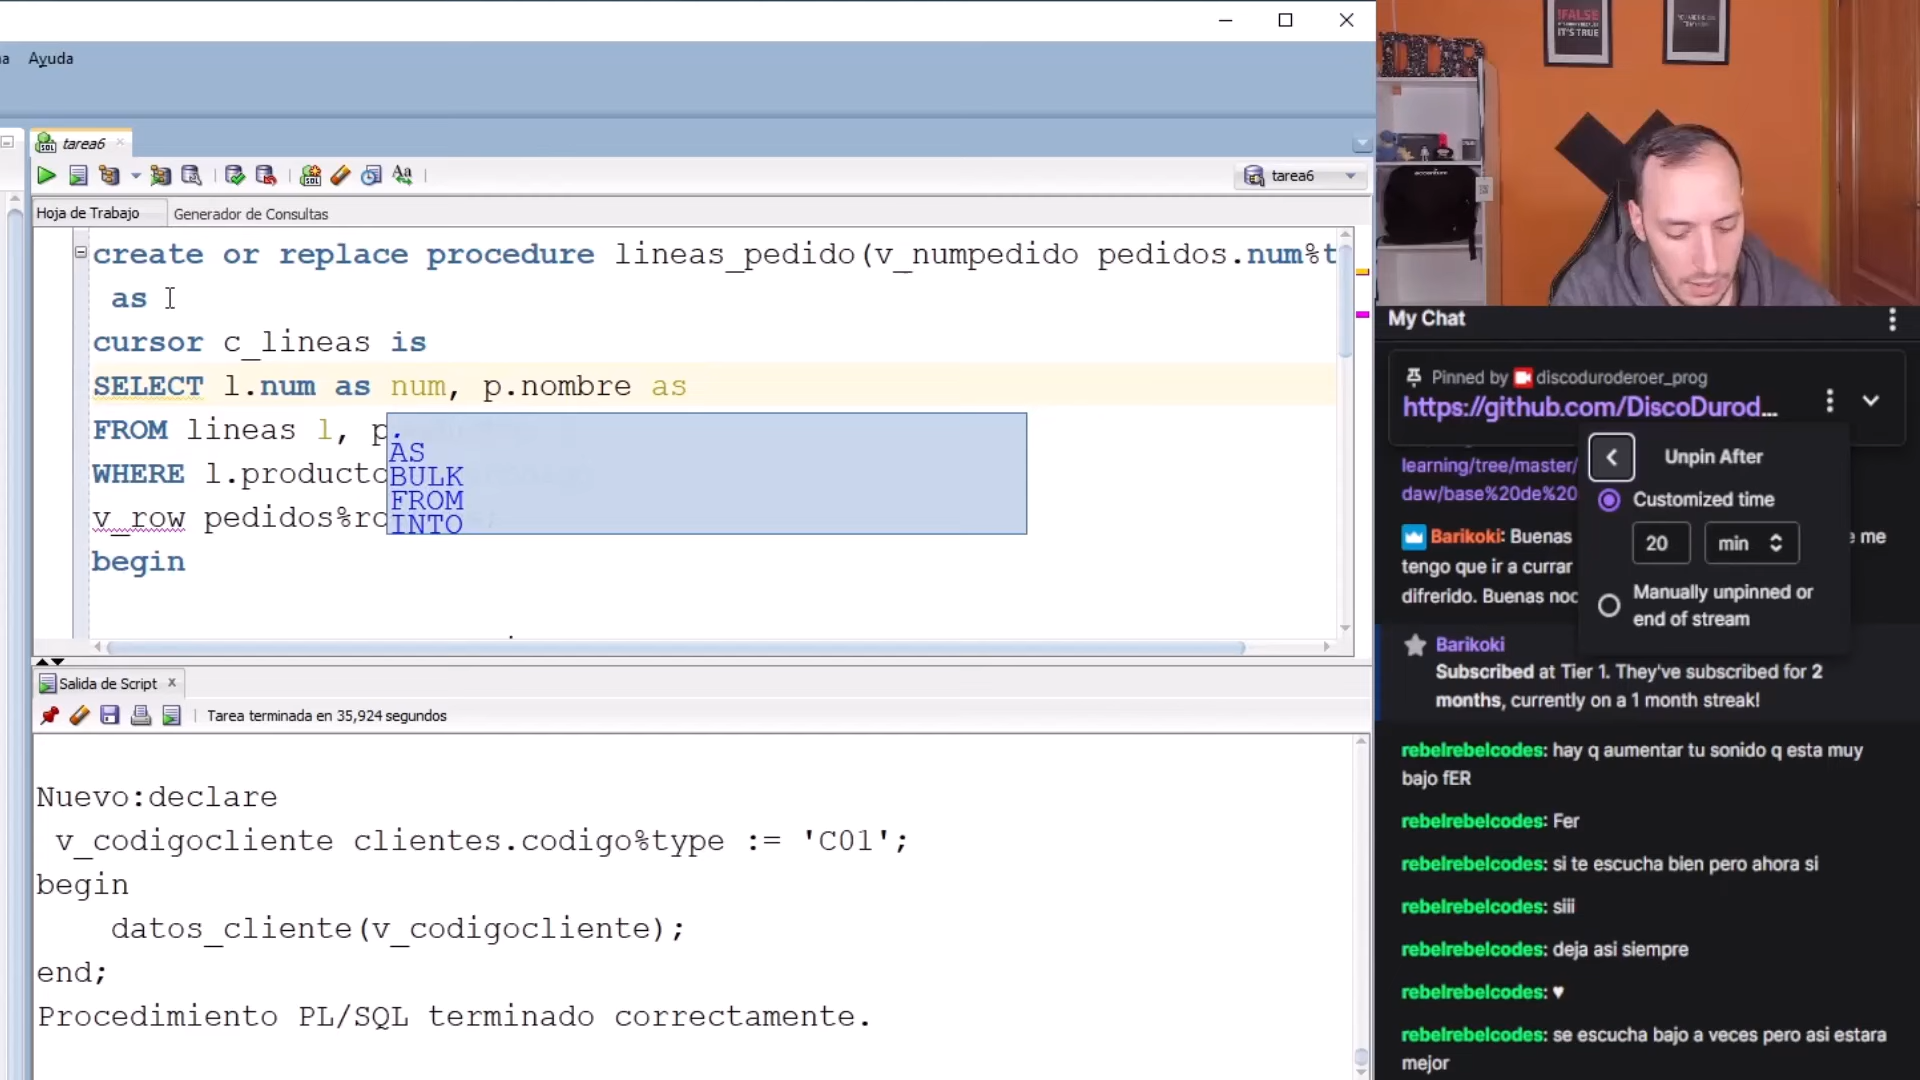 Ayuda
tarea6
tarea6
Hoja de Trabajo
Generador de Consultas
create or replace procedure lineas_pedido(v_numpedido pedidos.num%t
as
cursor c_lineas is
SELECT l.num as num, p.nombre as
FROM lineas l, p
WHERE l.producto
v_row pedidos%ro
begin
.
AS
BULK
FROM
INTO
Salida de Script
Tarea terminada en 35,924 segundos
Nuevo:declare
v_codigocliente clientes.codigo%type := 'C01';
begin
datos_cliente(v_codigocliente);
end;
Procedimiento PL/SQL terminado correctamente.
!FALSE
IT'S TRUE
accenture
My Chat
Pinned by discoduroderoer_prog
https://github.com/DiscoDurod...
learning/tree/master/
daw/base%20de%20
Unpin After
Customized time
20 min
Manually unpinned or
end of stream
Barikoki: Buenas
e me
tengo que ir a currar
difrerido. Buenas noc
Barikoki
Subscribed at Tier 1. They've subscribed for 2
months, currently on a 1 month streak!
rebelrebelcodes: hay q aumentar tu sonido q esta muy
bajo fER
rebelrebelcodes: Fer
rebelrebelcodes: si te escucha bien pero ahora si
rebelrebelcodes: siii
rebelrebelcodes: deja asi siempre
rebelrebelcodes: ♥
rebelrebelcodes: se escucha bajo a veces pero asi estara
mejor